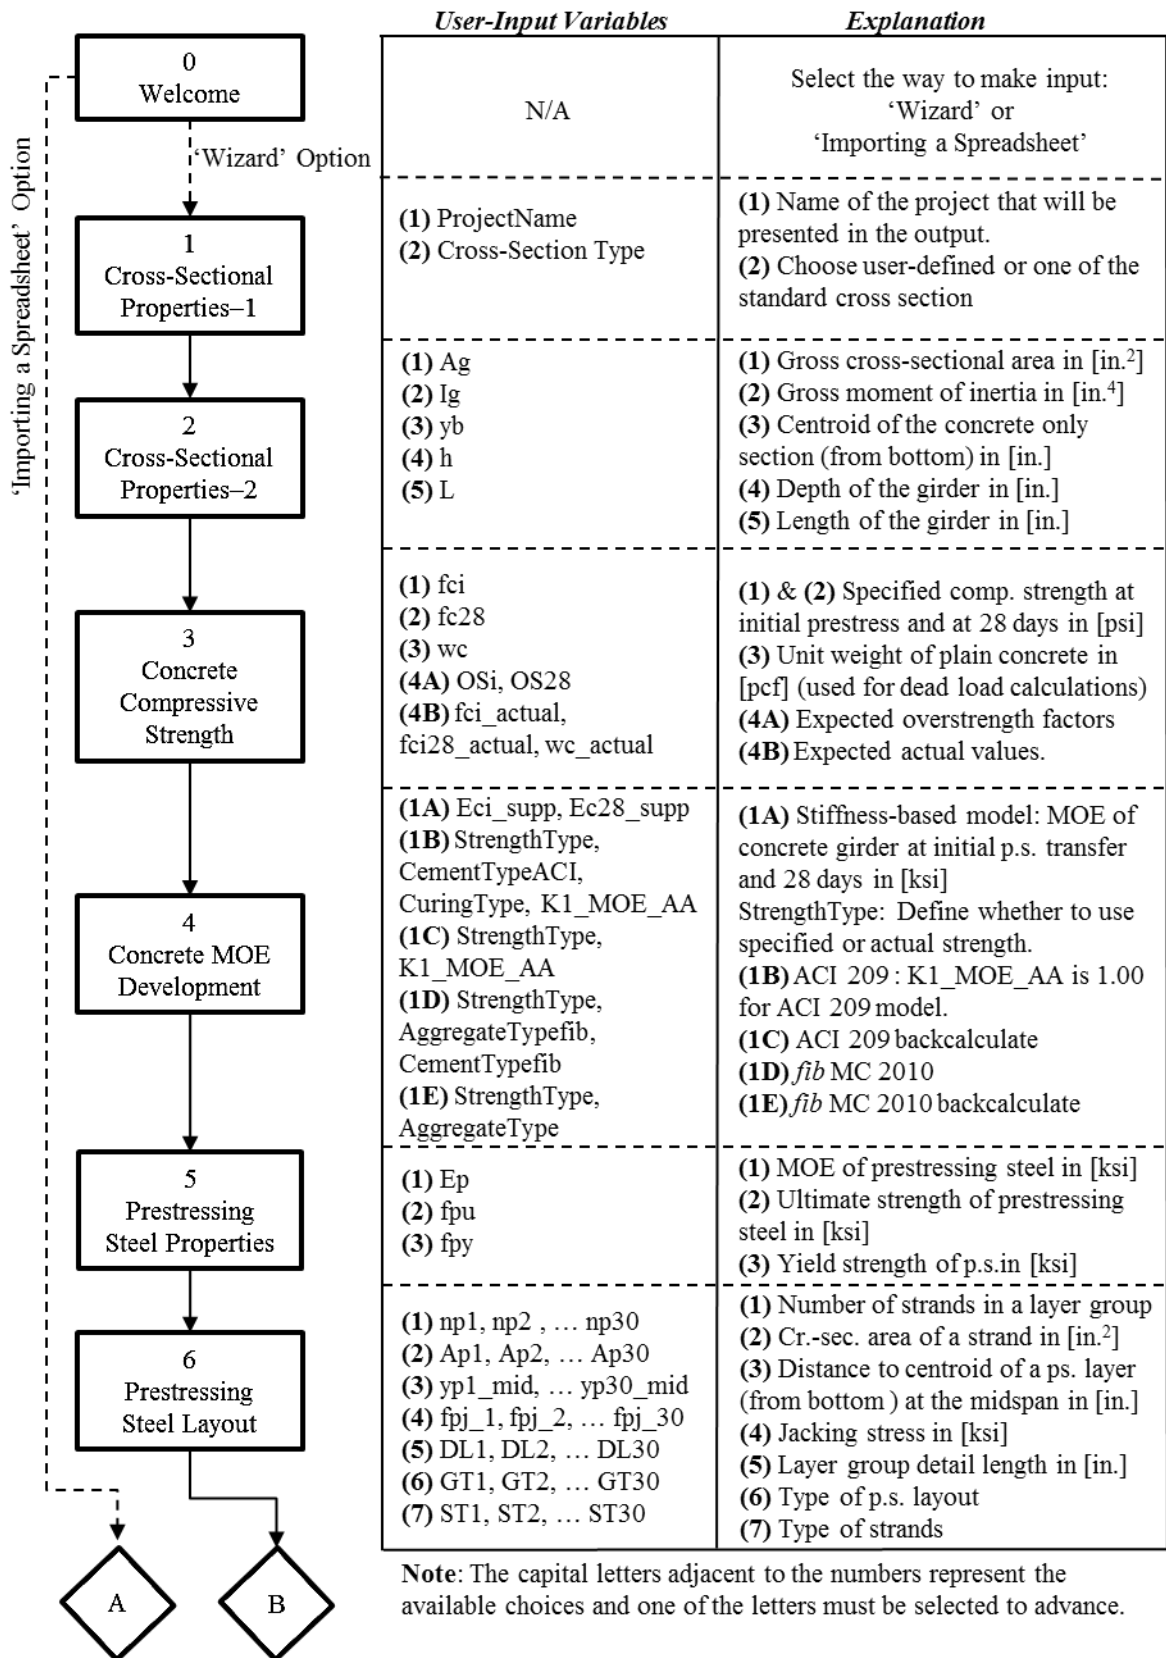 User-Input Variables
Explanation
0
Welcome
'Importing a Spreadsheet' Option
'Wizard' Option
N/A
Select the way to make input:
'Wizard' or
'Importing a Spreadsheet'
1
Cross-Sectional
Properties–1
(1) ProjectName
(2) Cross-Section Type
(1) Name of the project that will be
presented in the output.
(2) Choose user-defined or one of the
standard cross section
2
Cross-Sectional
Properties–2
(1) Ag
(2) Ig
(3) yb
(4) h
(5) L
(1) Gross cross-sectional area in [in.²]
(2) Gross moment of inertia in [in.⁴]
(3) Centroid of the concrete only
section (from bottom) in [in.]
(4) Depth of the girder in [in.]
(5) Length of the girder in [in.]
3
Concrete
Compressive
Strength
(1) fci
(2) fc28
(3) wc
(4A) OSi, OS28
(4B) fci_actual,
fci28_actual, wc_actual
(1) & (2) Specified comp. strength at
initial prestress and at 28 days in [psi]
(3) Unit weight of plain concrete in
[pcf] (used for dead load calculations)
(4A) Expected overstrength factors
(4B) Expected actual values.
4
Concrete MOE
Development
(1A) Eci_supp, Ec28_supp
(1B) StrengthType,
CementTypeACI,
CuringType, K1_MOE_AA
(1C) StrengthType,
K1_MOE_AA
(1D) StrengthType,
AggregateTypefib,
CementTypefib
(1E) StrengthType,
AggregateType
(1A) Stiffness-based model: MOE of
concrete girder at initial p.s. transfer
and 28 days in [ksi]
StrengthType: Define whether to use
specified or actual strength.
(1B) ACI 209 : K1_MOE_AA is 1.00
for ACI 209 model.
(1C) ACI 209 backcalculate
(1D) fib MC 2010
(1E) fib MC 2010 backcalculate
5
Prestressing
Steel Properties
(1) Ep
(2) fpu
(3) fpy
(1) MOE of prestressing steel in [ksi]
(2) Ultimate strength of prestressing
steel in [ksi]
(3) Yield strength of p.s.in [ksi]
6
Prestressing
Steel Layout
(1) np1, np2 , … np30
(2) Ap1, Ap2, … Ap30
(3) yp1_mid, … yp30_mid
(4) fpj_1, fpj_2, … fpj_30
(5) DL1, DL2, … DL30
(6) GT1, GT2, … GT30
(7) ST1, ST2, … ST30
(1) Number of strands in a layer group
(2) Cr.-sec. area of a strand in [in.²]
(3) Distance to centroid of a ps. layer
(from bottom ) at the midspan in [in.]
(4) Jacking stress in [ksi]
(5) Layer group detail length in [in.]
(6) Type of p.s. layout
(7) Type of strands
A
B
Note: The capital letters adjacent to the numbers represent the
available choices and one of the letters must be selected to advance.